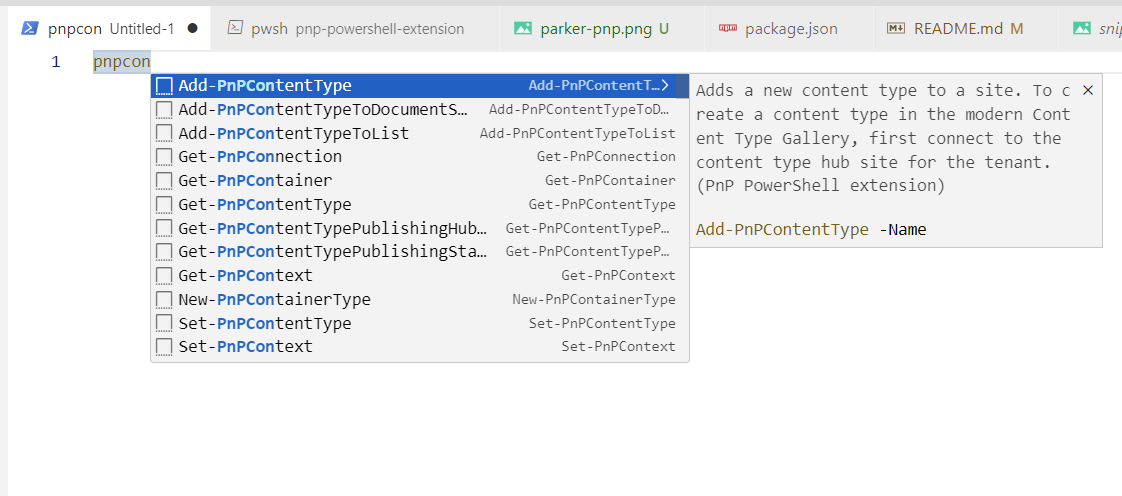 pnpcon Untitled-1 pwsh pnp-powershell-extension parker-pnp.png U package.json README.md M
1 pnpcon
Add-PnPContentType Add-PnPContentT…
Add-PnPContentTypeToDocumentS… Add-PnPContentTypeToD…
Add-PnPContentTypeToList Add-PnPContentTypeToList
Get-PnPConnection Get-PnPConnection
Get-PnPContainer Get-PnPContainer
Get-PnPContentType Get-PnPContentType
Get-PnPContentTypePublishingHub… Get-PnPContentTypeP…
Get-PnPContentTypePublishingSta… Get-PnPContentTypeP…
Get-PnPContext Get-PnPContext
New-PnPContainerType New-PnPContainerType
Set-PnPContentType Set-PnPContentType
Set-PnPContext Set-PnPContext
Adds a new content type to a site. To c
reate a content type in the modern Cont
ent Type Gallery, first connect to the
content type hub site for the tenant.
(PnP PowerShell extension)
Add-PnPContentType -Name